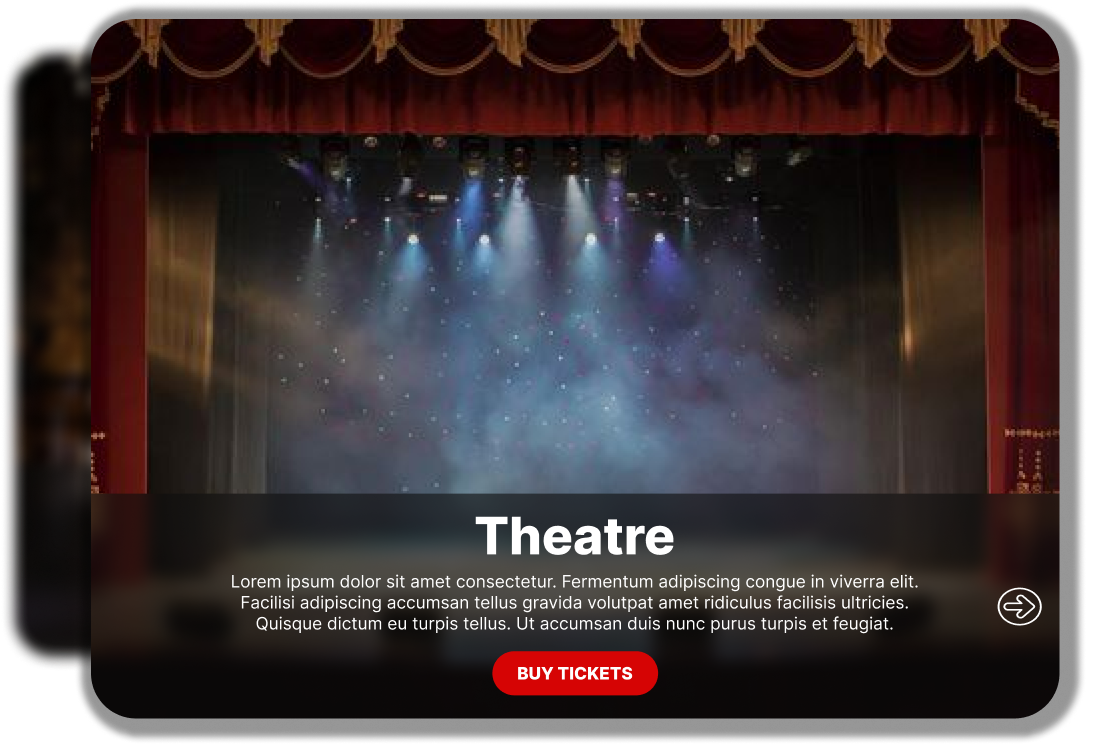 Theatre
Lorem ipsum dolor sit amet consectetur. Fermentum adipiscing congue in viverra elit.
Facilisi adipiscing accumsan tellus gravida volutpat amet ridiculus facilisis ultricies.
Quisque dictum eu turpis tellus. Ut accumsan duis nunc purus turpis et feugiat.
BUY TICKETS